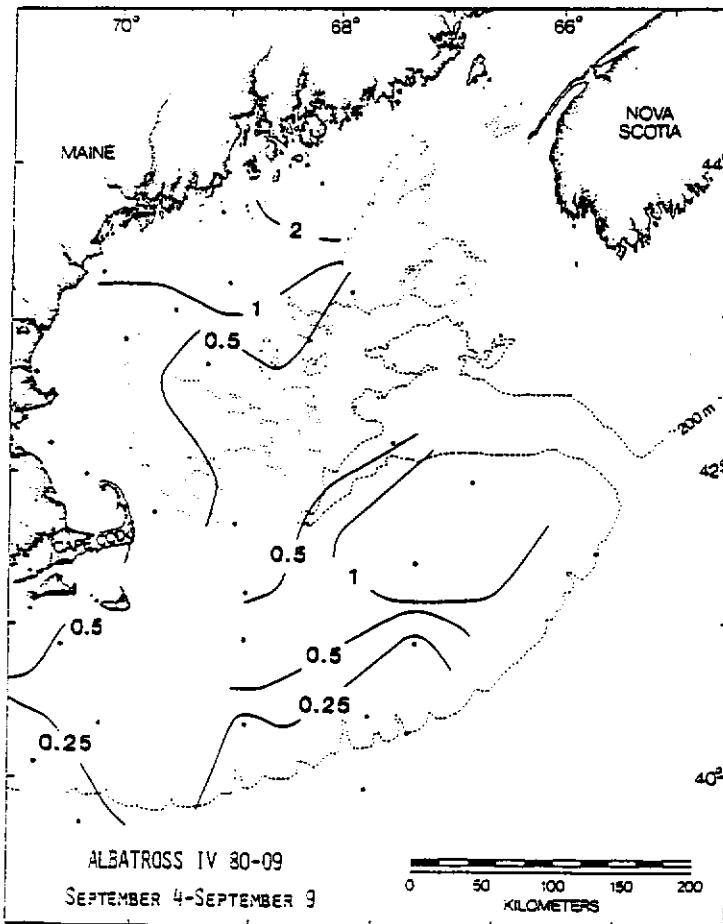 70° 68° 66°
NOVA
SCOTIA
MAINE
44
2
1
0.5
200 m
42°
CAPE COD
0.5
1
0.5
0.5
0.25
0.25
40°
ALBATROSS IV 80-09
SEPTEMBER 4-SEPTEMBER 9
0 50 100 150 200
KILOMETERS